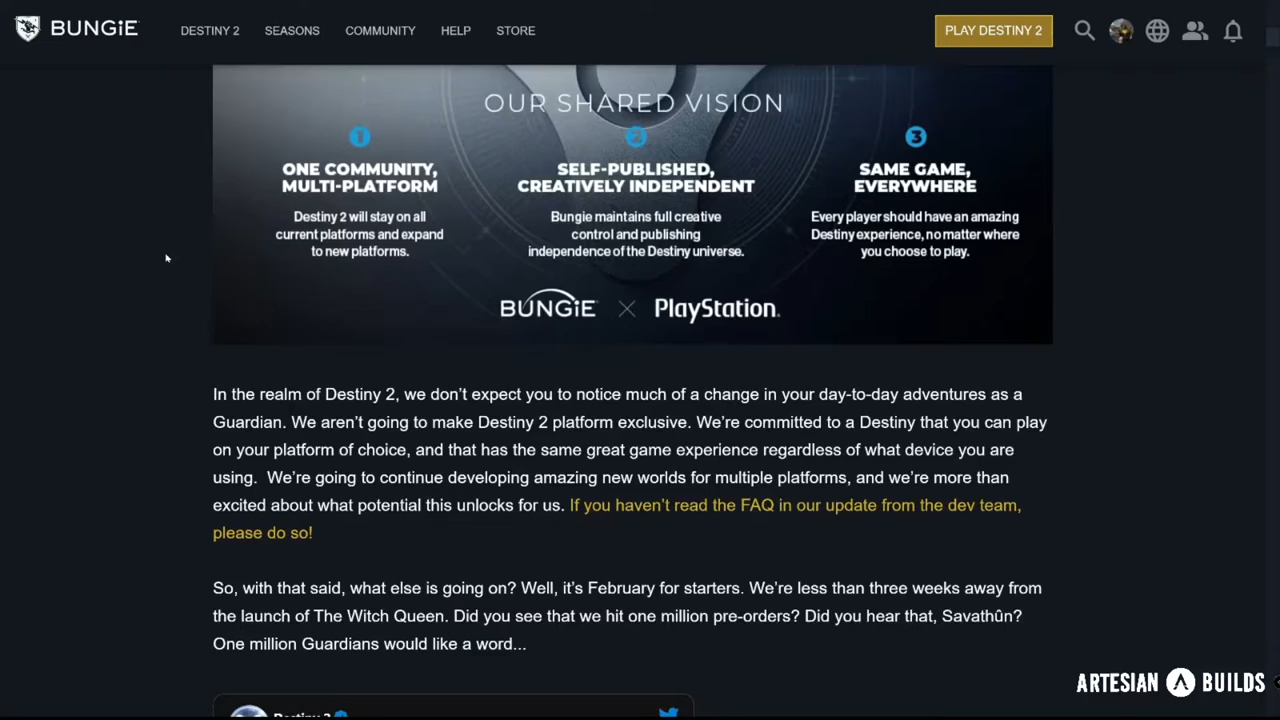 BUNGiE DESTINY 2 SEASONS COMMUNITY HELP STORE PLAY DESTINY 2
OUR SHARED VISION
1
ONE COMMUNITY,
MULTI-PLATFORM
Destiny 2 will stay on all
current platforms and expand
to new platforms.
2
SELF-PUBLISHED,
CREATIVELY INDEPENDENT
Bungie maintains full creative
control and publishing
independence of the Destiny universe.
3
SAME GAME,
EVERYWHERE
Every player should have an amazing
Destiny experience, no matter where
you choose to play.
BUNGiE PlayStation.
In the realm of Destiny 2, we don’t expect you to notice much of a change in your day-to-day adventures as a
Guardian. We aren’t going to make Destiny 2 platform exclusive. We’re committed to a Destiny that you can play
on your platform of choice, and that has the same great game experience regardless of what device you are
using.  We’re going to continue developing amazing new worlds for multiple platforms, and we’re more than
excited about what potential this unlocks for us. If you haven’t read the FAQ in our update from the dev team,
please do so!
So, with that said, what else is going on? Well, it’s February for starters. We’re less than three weeks away from
the launch of The Witch Queen. Did you see that we hit one million pre-orders? Did you hear that, Savathûn?
One million Guardians would like a word...
Destiny 2
ARTESIAN BUILDS